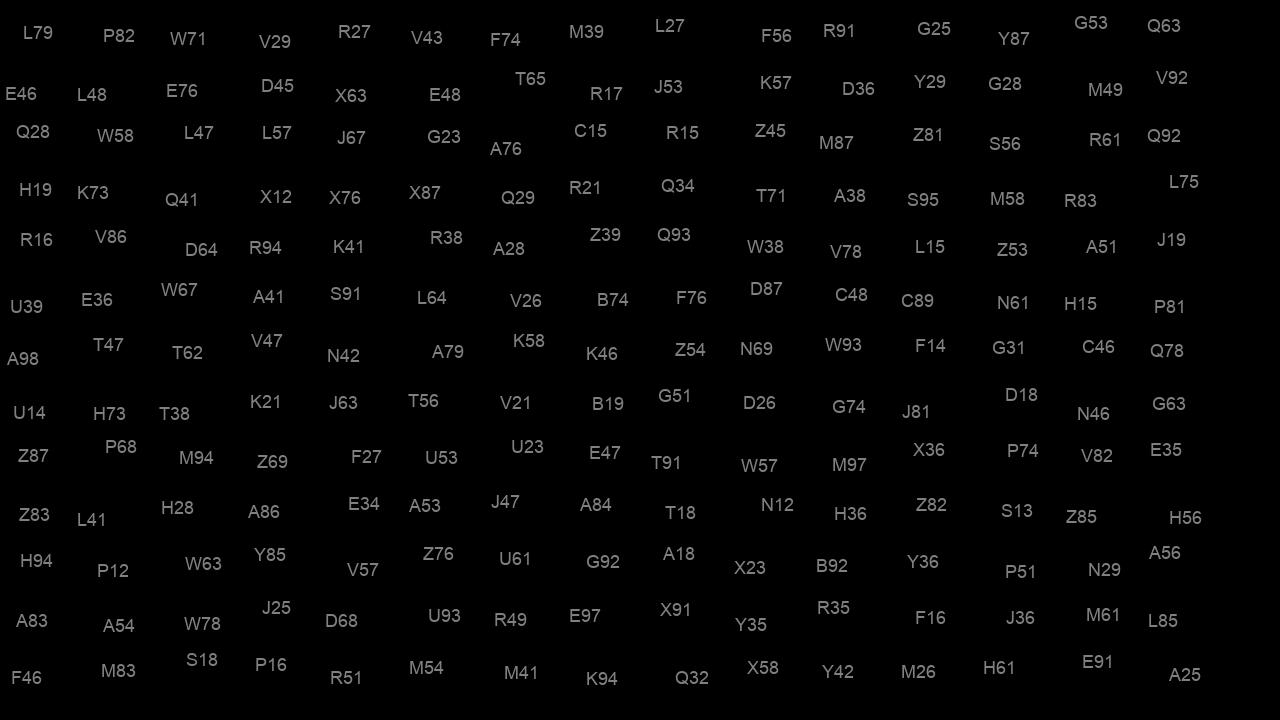 L79 P82 W71 V29 R27 V43 F74 M39 L27 F56 R91 G25 Y87 G53 Q63
E46 L48 E76 D45 X63 E48 T65 R17 J53 K57 D36 Y29 G28 M49 V92
Q28 W58 L47 L57 J67 G23 A76 C15 R15 Z45 M87 Z81 S56 R61 Q92
H19 K73 Q41 X12 X76 X87 Q29 R21 Q34 T71 A38 S95 M58 R83 L75
R16 V86 D64 R94 K41 R38 A28 Z39 Q93 W38 V78 L15 Z53 A51 J19
U39 E36 W67 A41 S91 L64 V26 B74 F76 D87 C48 C89 N61 H15 P81
A98 T47 T62 V47 N42 A79 K58 K46 Z54 N69 W93 F14 G31 C46 Q78
U14 H73 T38 K21 J63 T56 V21 B19 G51 D26 G74 J81 D18 N46 G63
Z87 P68 M94 Z69 F27 U53 U23 E47 T91 W57 M97 X36 P74 V82 E35
Z83 L41 H28 A86 E34 A53 J47 A84 T18 N12 H36 Z82 S13 Z85 H56
H94 P12 W63 Y85 V57 Z76 U61 G92 A18 X23 B92 Y36 P51 N29 A56
A83 A54 W78 J25 D68 U93 R49 E97 X91 Y35 R35 F16 J36 M61 L85
F46 M83 S18 P16 R51 M54 M41 K94 Q32 X58 Y42 M26 H61 E91 A25